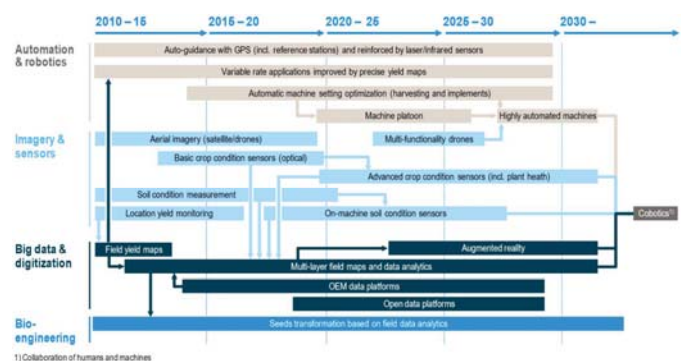 2010 – 15 2015 – 20 2020 – 25 2025 – 30 2030 –
Automation
& robotics
Auto-guidance with GPS (incl. reference stations) and reinforced by laser/infrared sensors
Variable rate applications improved by precise yield maps
Automatic machine setting optimization (harvesting and implements)
Machine platoon
Highly automated machines
Imagery &
sensors
Aerial imagery (satellite/drones)
Multi-functionality drones
Basic crop condition sensors (optical)
Advanced crop condition sensors (incl. plant heath)
Soil condition measurement
Location yield monitoring
On-machine soil condition sensors
Cobotics1)
Big data &
digitization
Field yield maps
Augmented reality
Multi-layer field maps and data analytics
OEM data platforms
Open data platforms
Bio-
engineering
Seeds transformation based on field data analytics
1) Collaboration of humans and machines